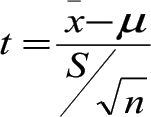 t = (x̄ − μ) / (S / √n)